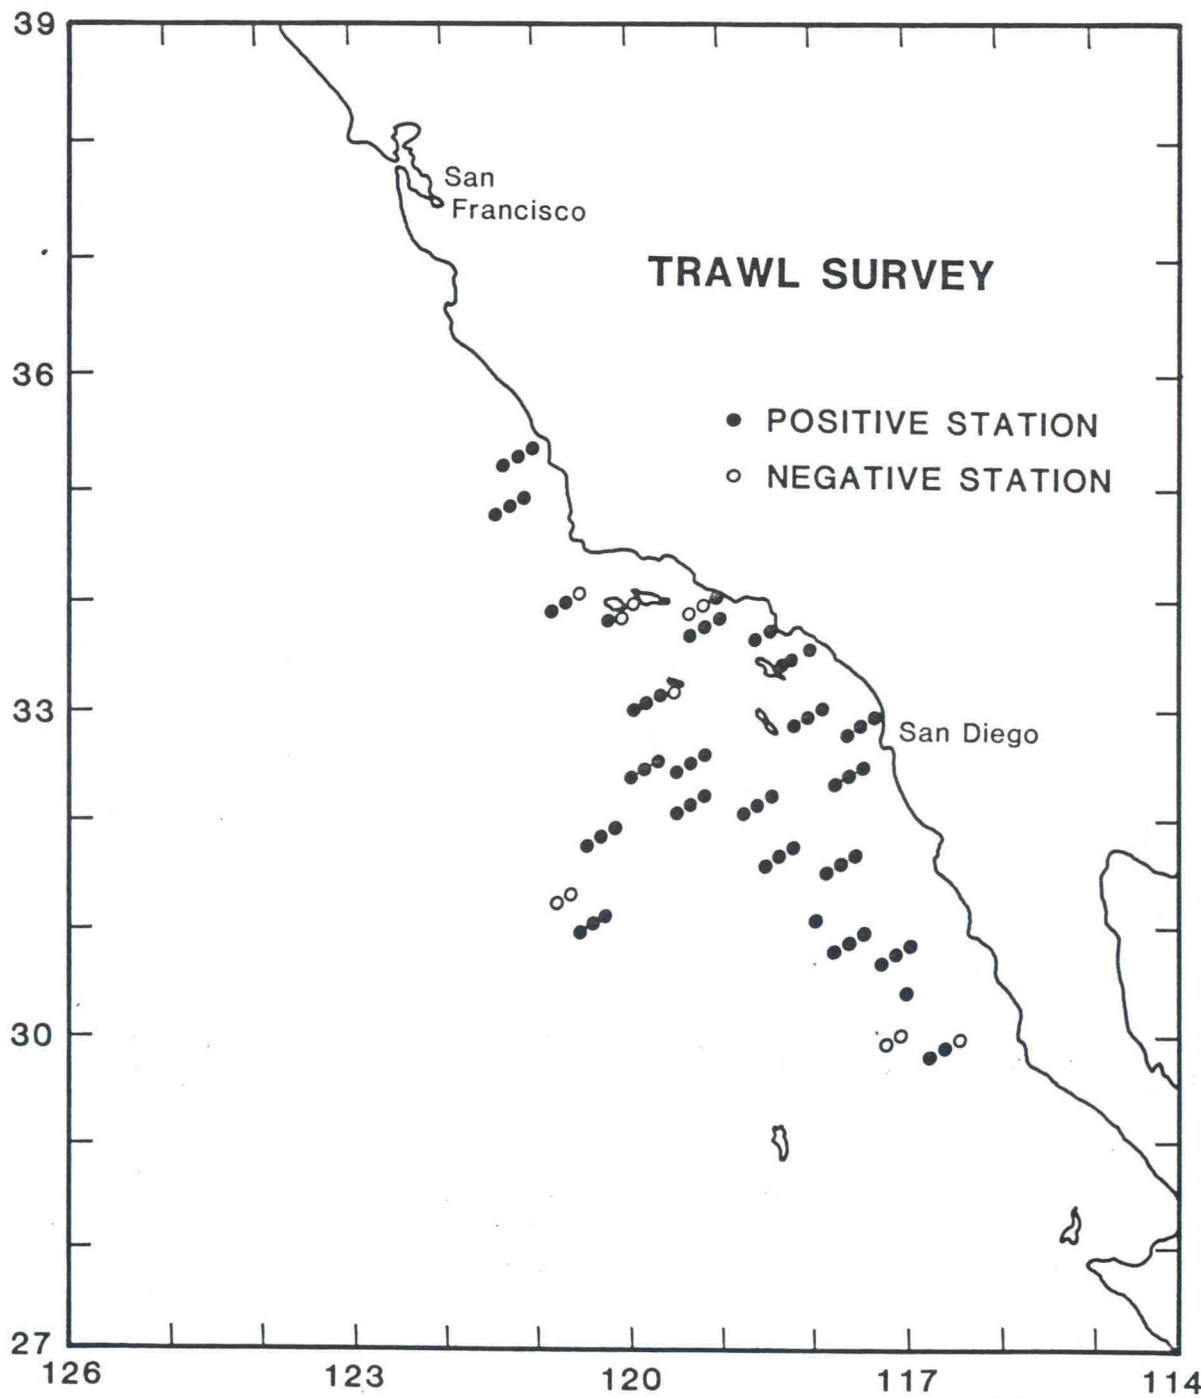 39
San
Francisco
TRAWL SURVEY
36
POSITIVE STATION
NEGATIVE STATION
33
San Diego
30
27
126 123 120 117 114